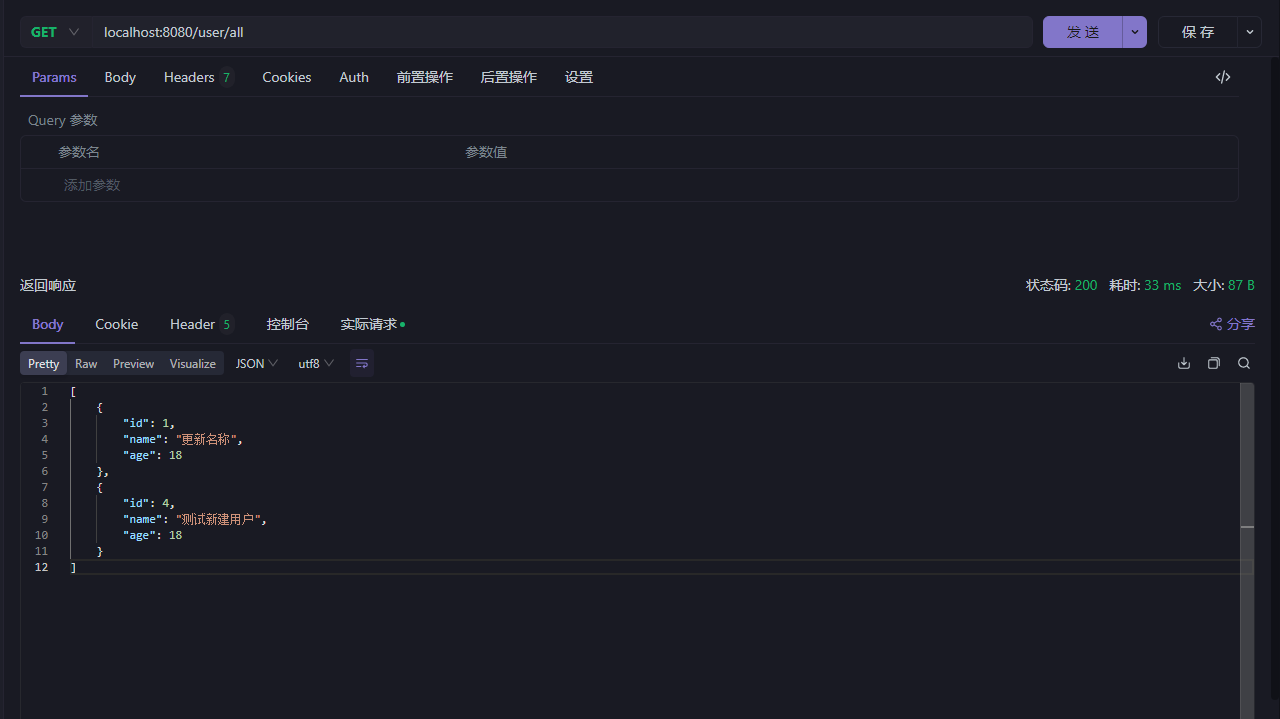 GET localhost:8080/user/all 发 送 保 存
Params Body Headers 7 Cookies Auth 前置操作 后置操作 设置
Query 参数
参数名 参数值
添加参数
返回响应 状态码: 200 耗时: 33 ms 大小: 87 B
Body Cookie Header 5 控制台 实际请求 分享
Pretty Raw Preview Visualize JSON utf8
1 [
2 {
3 "id": 1,
4 "name": "更新名称",
5 "age": 18
6 },
7 {
8 "id": 4,
9 "name": "测试新建用户",
10 "age": 18
11 }
12 ]